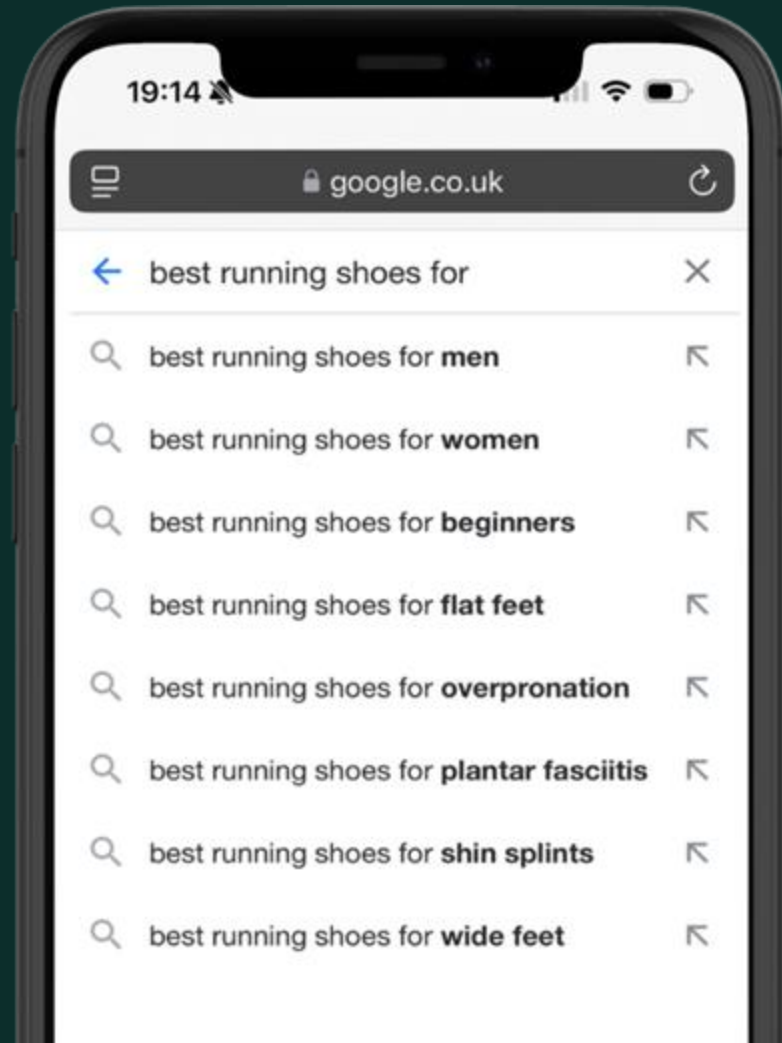 19:14
google.co.uk
best running shoes for
best running shoes for men
best running shoes for women
best running shoes for beginners
best running shoes for flat feet
best running shoes for overpronation
best running shoes for plantar fasciitis
best running shoes for shin splints
best running shoes for wide feet